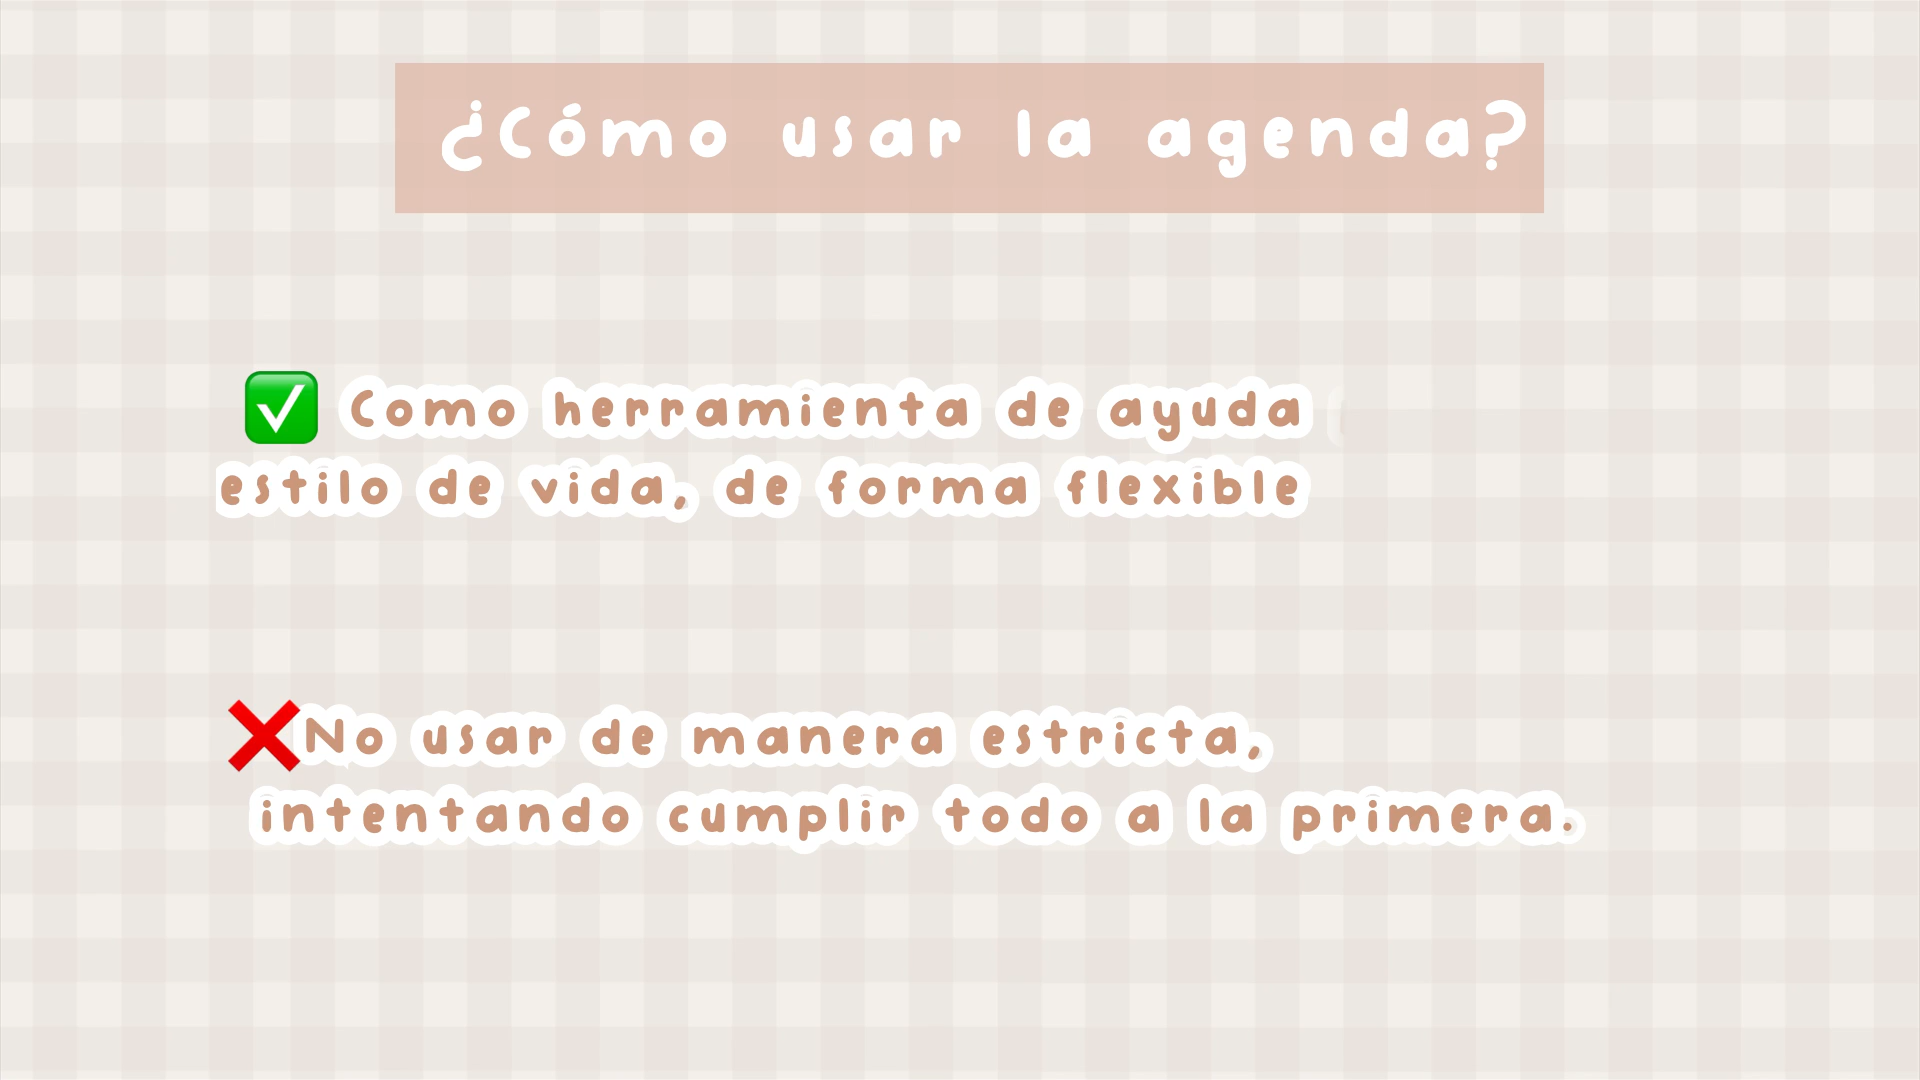 ¿Cómo usar la agenda?
✅ Como herramienta de ayuda
estilo de vida, de forma flexible
❌No usar de manera estricta,
intentando cumplir todo a la primera.